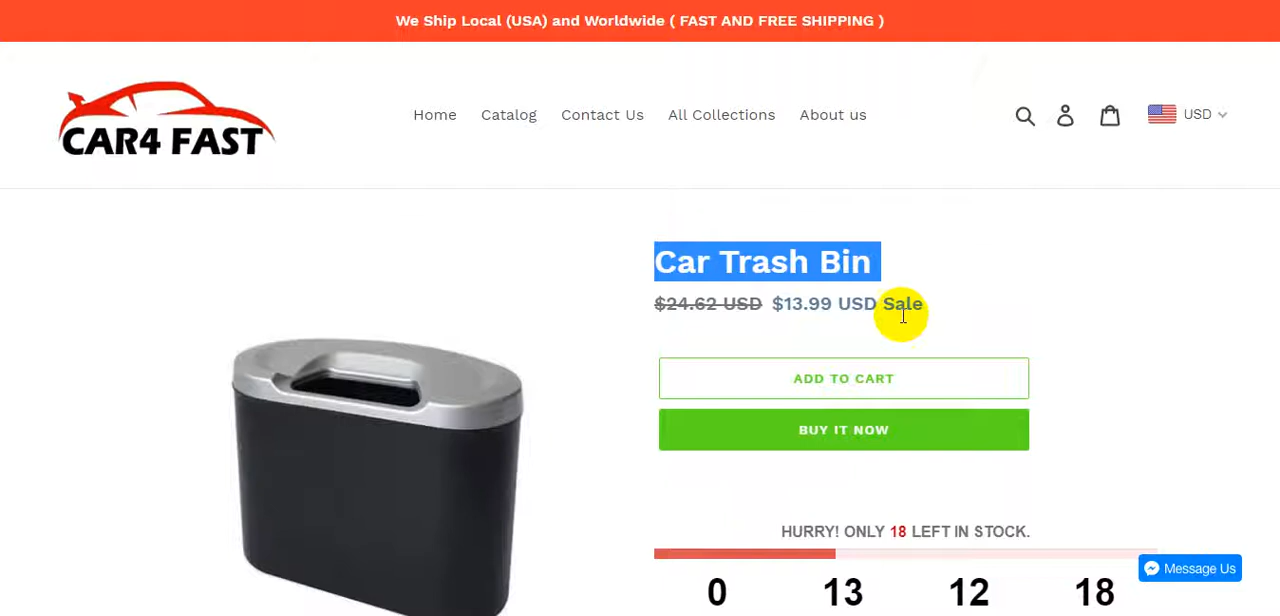 We Ship Local (USA) and Worldwide ( FAST AND FREE SHIPPING )
CAR4 FAST
Home Catalog Contact Us All Collections About us
USD
Car Trash Bin
$24.62 USD $13.99 USD Sale
ADD TO CART
BUY IT NOW
HURRY! ONLY 18 LEFT IN STOCK.
0 13 12 18
Message Us